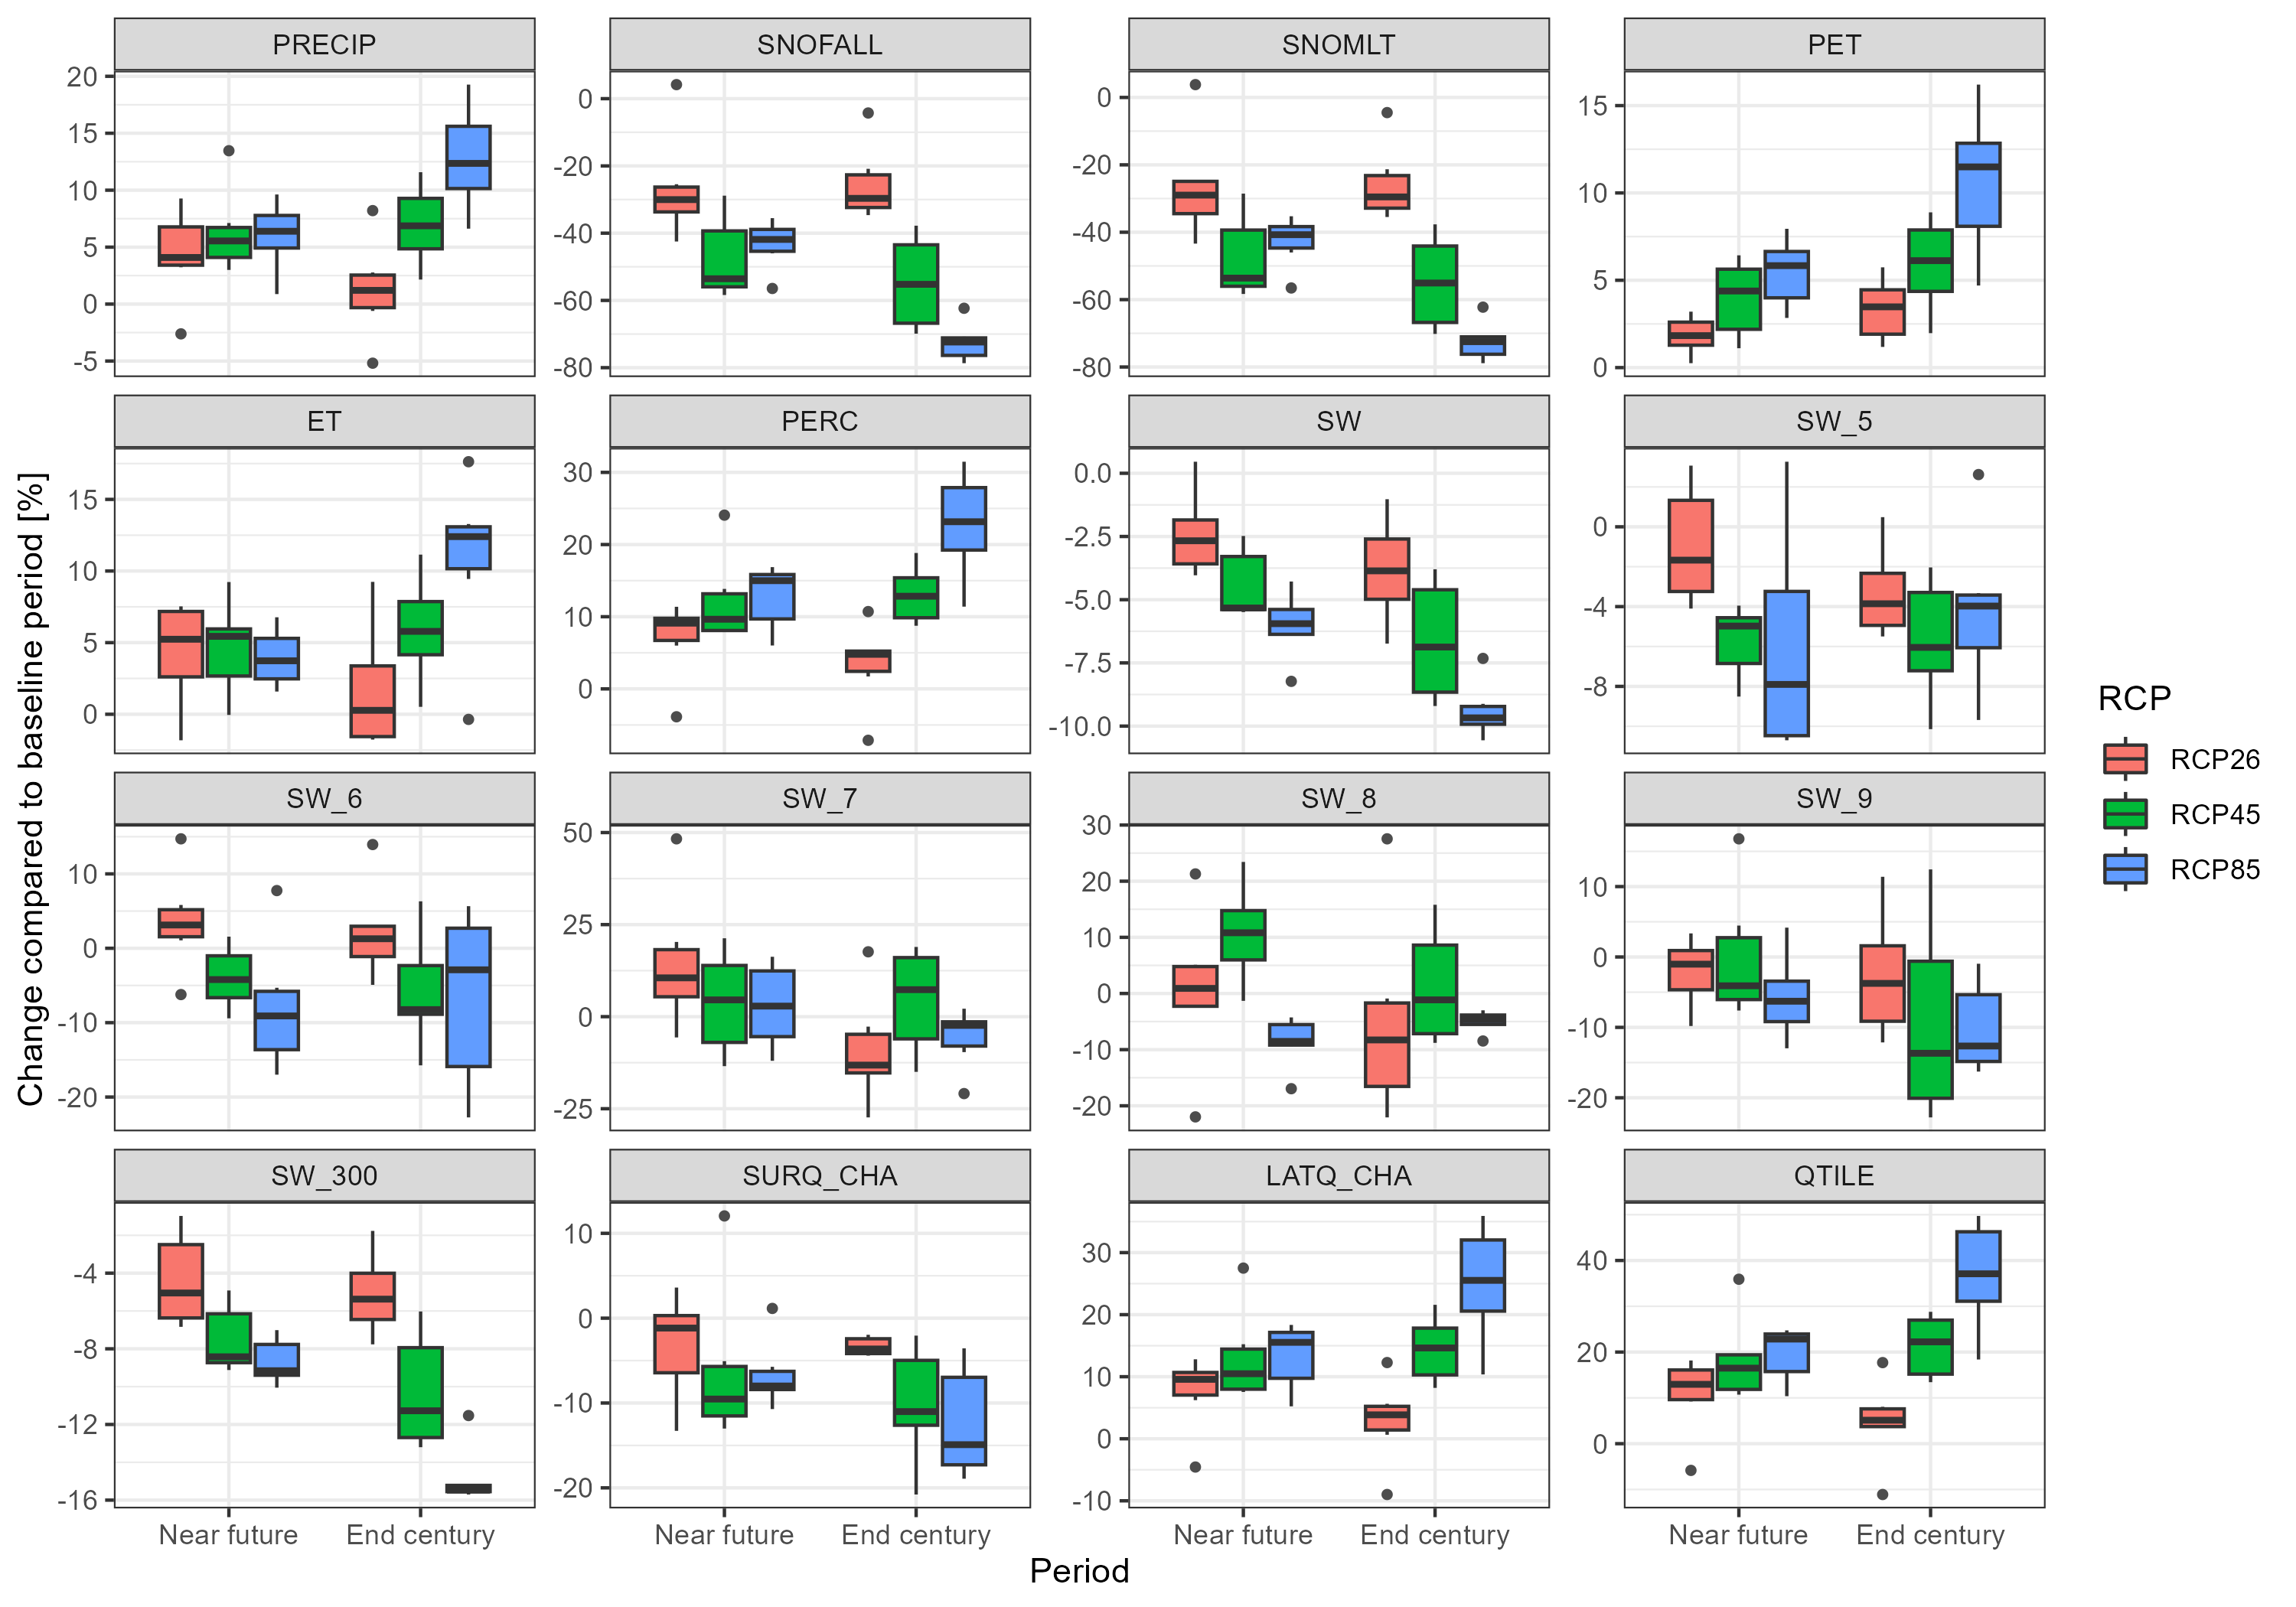 PRECIP SNOFALL SNOMLT PET
20 15 10 5 0 -5
0 -20 -40 -60 -80
0 -20 -40 -60 -80
15 10 5 0
ET PERC SW SW_5
15 10 5 0
30 20 10 0
0.0 -2.5 -5.0 -7.5 -10.0
0 -4 -8
SW_6 SW_7 SW_8 SW_9
10 0 -10 -20
50 25 0 -25
30 20 10 0 -10 -20
10 0 -10 -20
SW_300 SURQ_CHA LATQ_CHA QTILE
-4 -8 -12 -16
10 0 -10 -20
30 20 10 0 -10
40 20 0
Near future End century Near future End century Near future End century Near future End century
Period
Change compared to baseline period [%]
RCP
RCP26
RCP45
RCP85